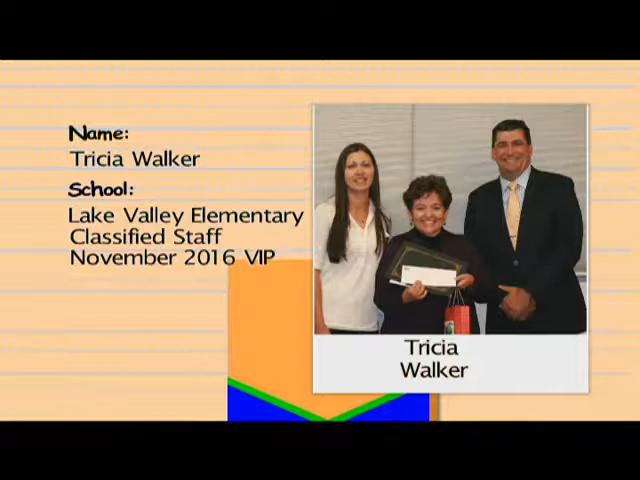 Name:
Tricia Walker
School:
Lake Valley Elementary
Classified Staff
November 2016 VIP
Tricia
Walker